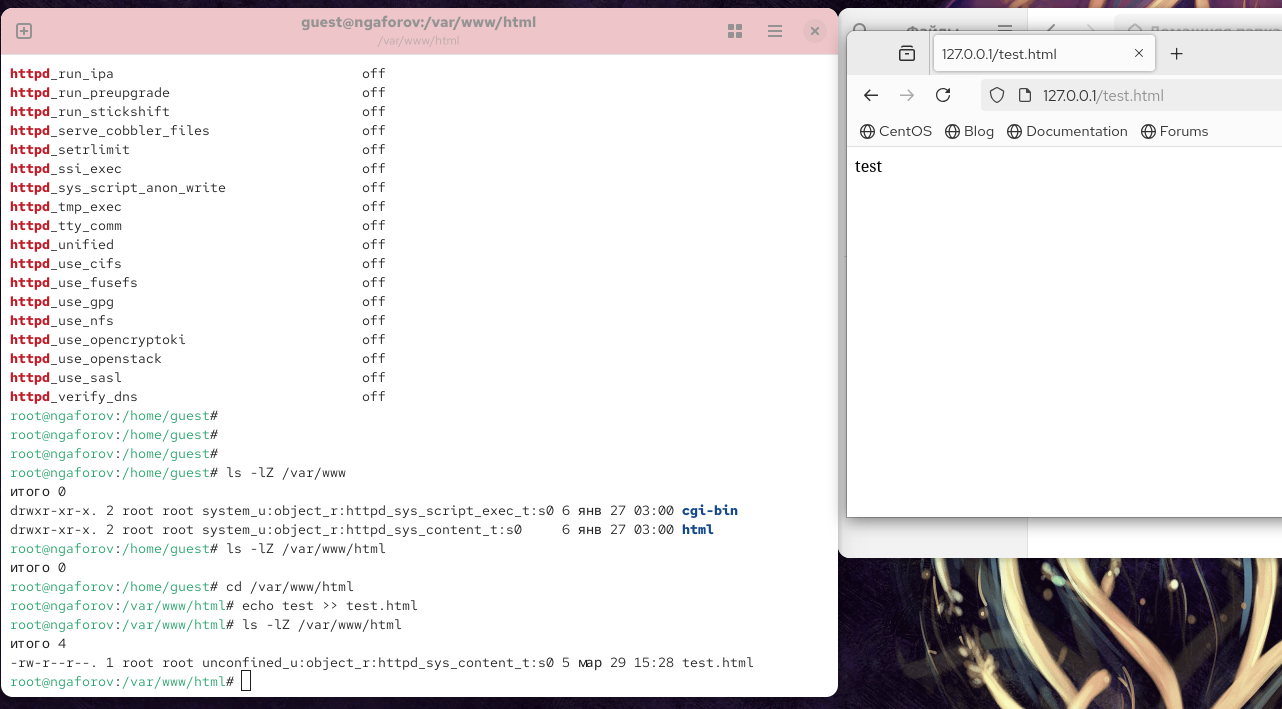 guest@ngaforov:/var/www/html
/var/www/html
httpd_run_ipa                               off
httpd_run_preupgrade                        off
httpd_run_stickshift                        off
httpd_serve_cobbler_files                   off
httpd_setrlimit                             off
httpd_ssi_exec                              off
httpd_sys_script_anon_write                 off
httpd_tmp_exec                              off
httpd_tty_comm                              off
httpd_unified                               off
httpd_use_cifs                              off
httpd_use_fusefs                            off
httpd_use_gpg                               off
httpd_use_nfs                               off
httpd_use_opencryptoki                      off
httpd_use_openstack                         off
httpd_use_sasl                              off
httpd_verify_dns                            off
root@ngaforov:/home/guest#
root@ngaforov:/home/guest#
root@ngaforov:/home/guest#
root@ngaforov:/home/guest# ls -lZ /var/www
итого 0
drwxr-xr-x. 2 root root system_u:object_r:httpd_sys_script_exec_t:s0 6 янв 27 03:00 cgi-bin
drwxr-xr-x. 2 root root system_u:object_r:httpd_sys_content_t:s0     6 янв 27 03:00 html
root@ngaforov:/home/guest# ls -lZ /var/www/html
итого 0
root@ngaforov:/home/guest# cd /var/www/html
root@ngaforov:/var/www/html# echo test >> test.html
root@ngaforov:/var/www/html# ls -lZ /var/www/html
итого 4
-rw-r--r--. 1 root root unconfined_u:object_r:httpd_sys_content_t:s0 5 мар 29 15:28 test.html
root@ngaforov:/var/www/html#
Файлы
Домашняя папка
127.0.0.1/test.html
127.0.0.1/test.html
CentOS Blog Documentation Forums
test